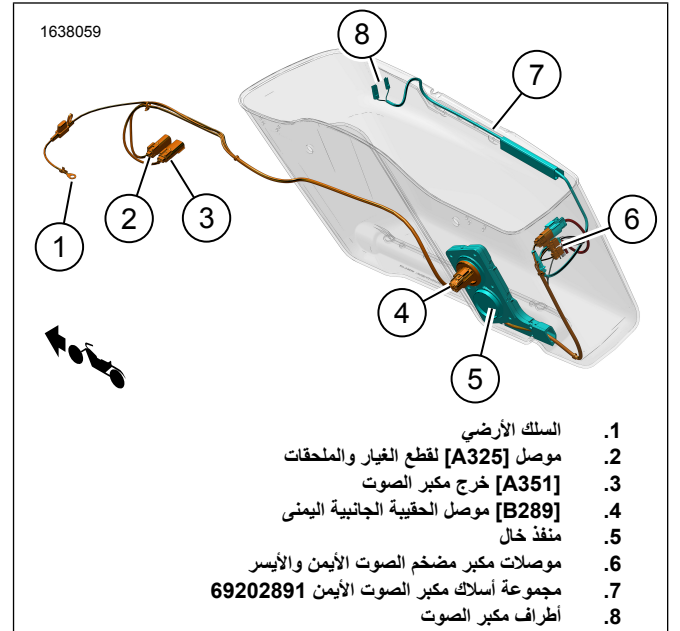 1638059
8
7
1
2
3
6
4
5
1. السلك الأرضي
2. موصل [A325] لقطع الغيار والملحقات
3. [A351] خرج مكبر الصوت
4. [B289] موصل الحقيبة الجانبية اليمنى
5. منفذ خال
6. موصلات مكبر مضخم الصوت الأيمن والأيسر
7. مجموعة أسلاك مكبر الصوت الأيمن 69202891
8. أطراف مكبر الصوت